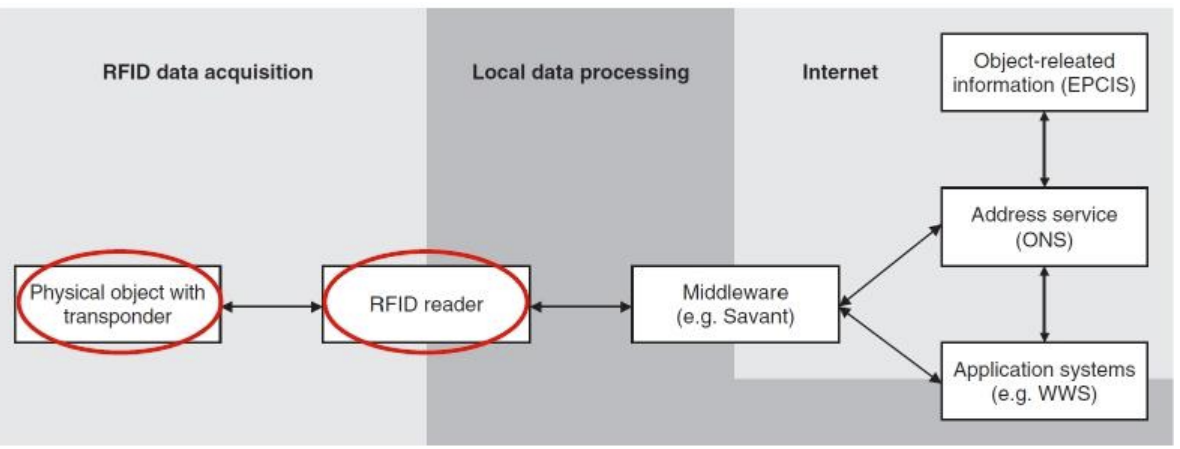 RFID data acquisition
Local data processing
Internet
Object-releated
information (EPCIS)
Address service
(ONS)
Physical object with
transponder
RFID reader
Middleware
(e.g. Savant)
Application systems
(e.g. WWS)